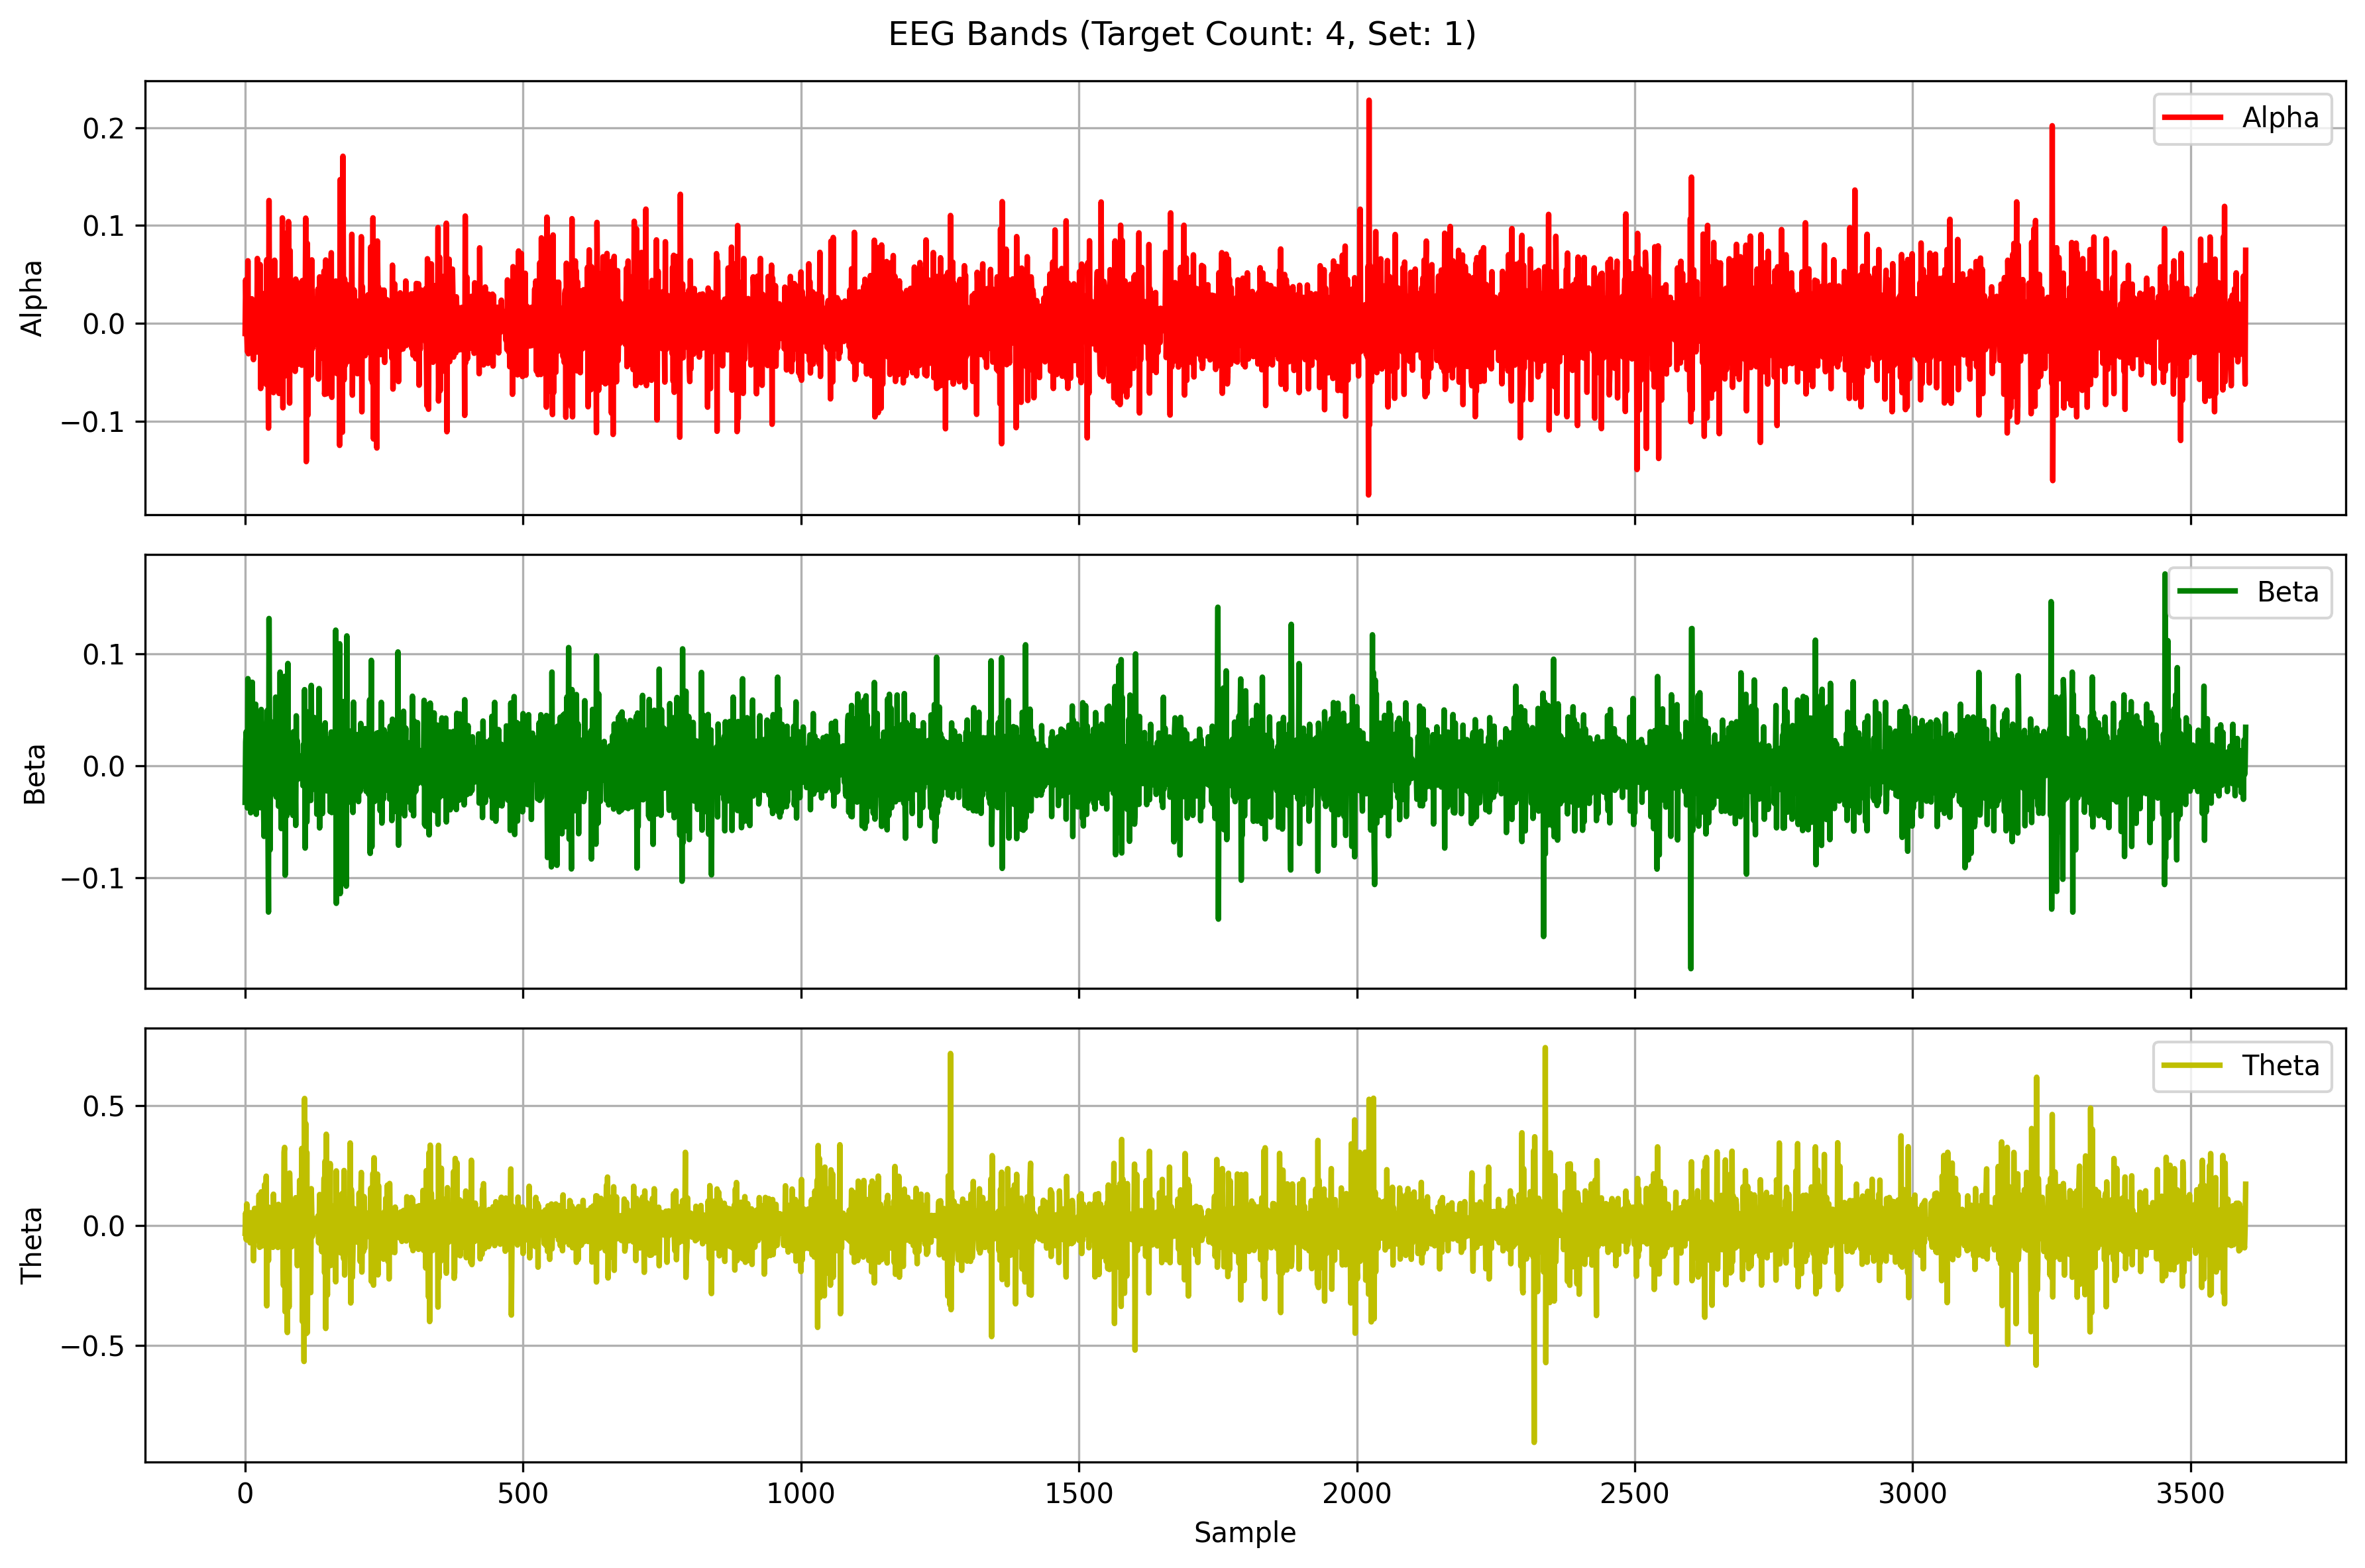 EEG Bands (Target Count: 4, Set: 1)
Alpha
0.2
0.1
0.0
−0.1
Alpha
Beta
0.1
0.0
−0.1
Beta
Theta
0.5
0.0
−0.5
Theta
0 500 1000 1500 2000 2500 3000 3500
Sample